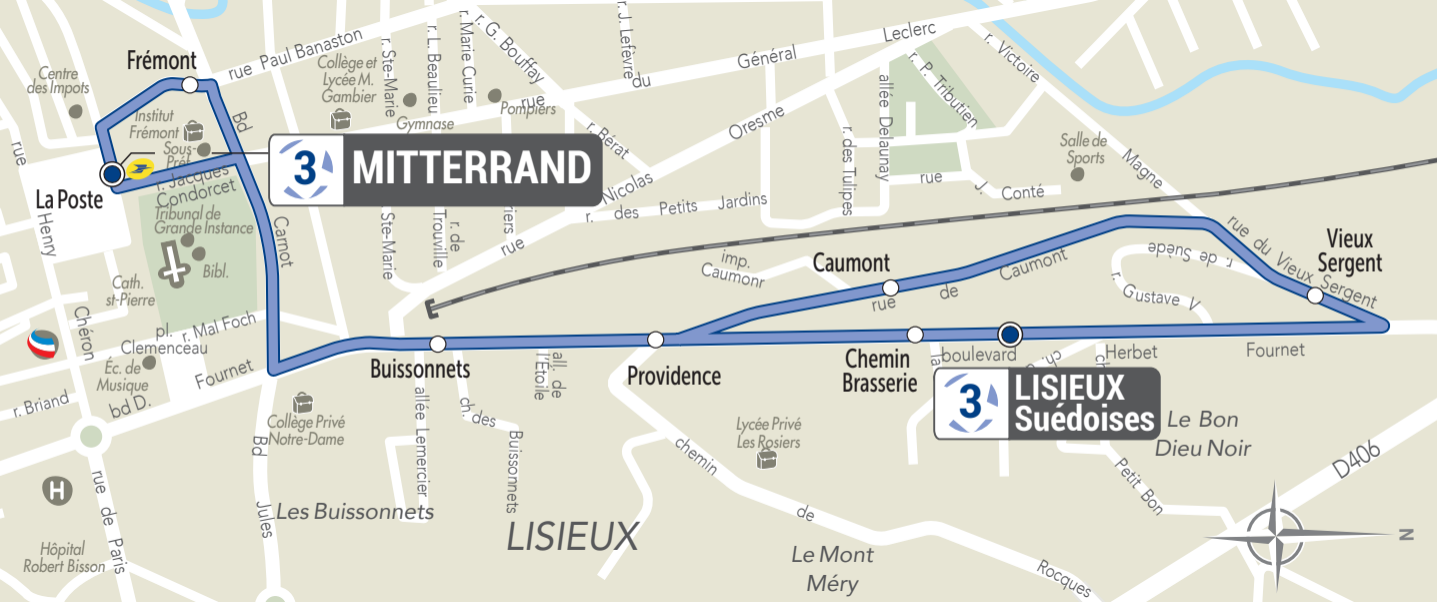 Frémont
rue Paul Banaston
r. Ste-Marie
r. L. Beaulieu
r. Marie Curie
r. G. Bouffay
r. J. Lefèvre
du
Général
Leclerc
r. Victoire
r. P. Tributien
allée Delaunay
Centre
des Impots
Collège et
Lycée M.
Gambier
Gymnase
Pompiers
rue
Institut
Frémont
Sous-
Préf.
Bd
r. Bérat
Oresme
r. des Tulipes
Salle de
Sports
Magne
rue
3 MITTERRAND
La Poste
r. Jacques
Condorcet
Nicolas
rue
J.
Conté
r. des Petits Jardins
Henry
Tribunal de
Grande Instance
Bibl.
Carnot
Ste-Marie
r. de
Trouville
riers
rue
Cath.
st-Pierre
imp.
Caumonr
Caumont
rue
de
Caumont
r. de Suède
r. Gustave V
rue du Vieux Sergent
Vieux
Sergent
Chéron
pl.
Clemenceau
r. Mal Foch
Éc. de
Musique
Fournet
bd D.
r. Briand
Buissonnets
all. de
l'Etoile
Providence
Chemin
Brasserie
boulevard
ch.
Herbet
Fournet
3 LISIEUX
Suédoises
Le Bon
Dieu Noir
Collège Privé
Notre-Dame
allée Lemercier
ch. des
Buissonnets
Lycée Privé
Les Rosiers
chemin
de
Rocques
Petit Bon
D406
N
H
rue de Paris
Bd
Jules
Les Buissonnets
LISIEUX
Le Mont
Méry
Hôpital
Robert Bisson